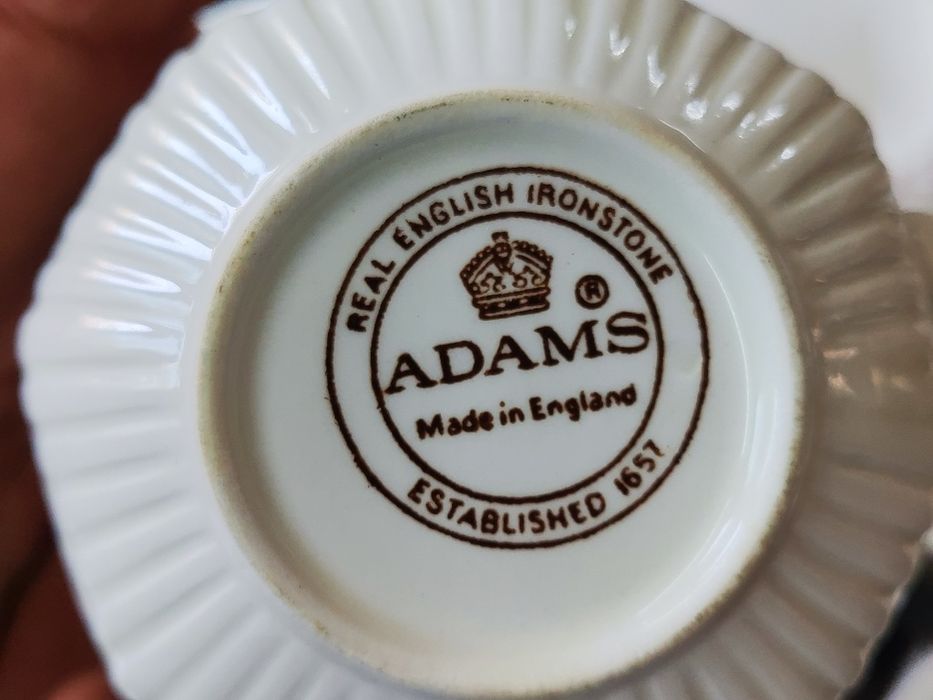 REAL ENGLISH IRONSTONE
®
ADAMS
Made in England
ESTABLISHED 1657